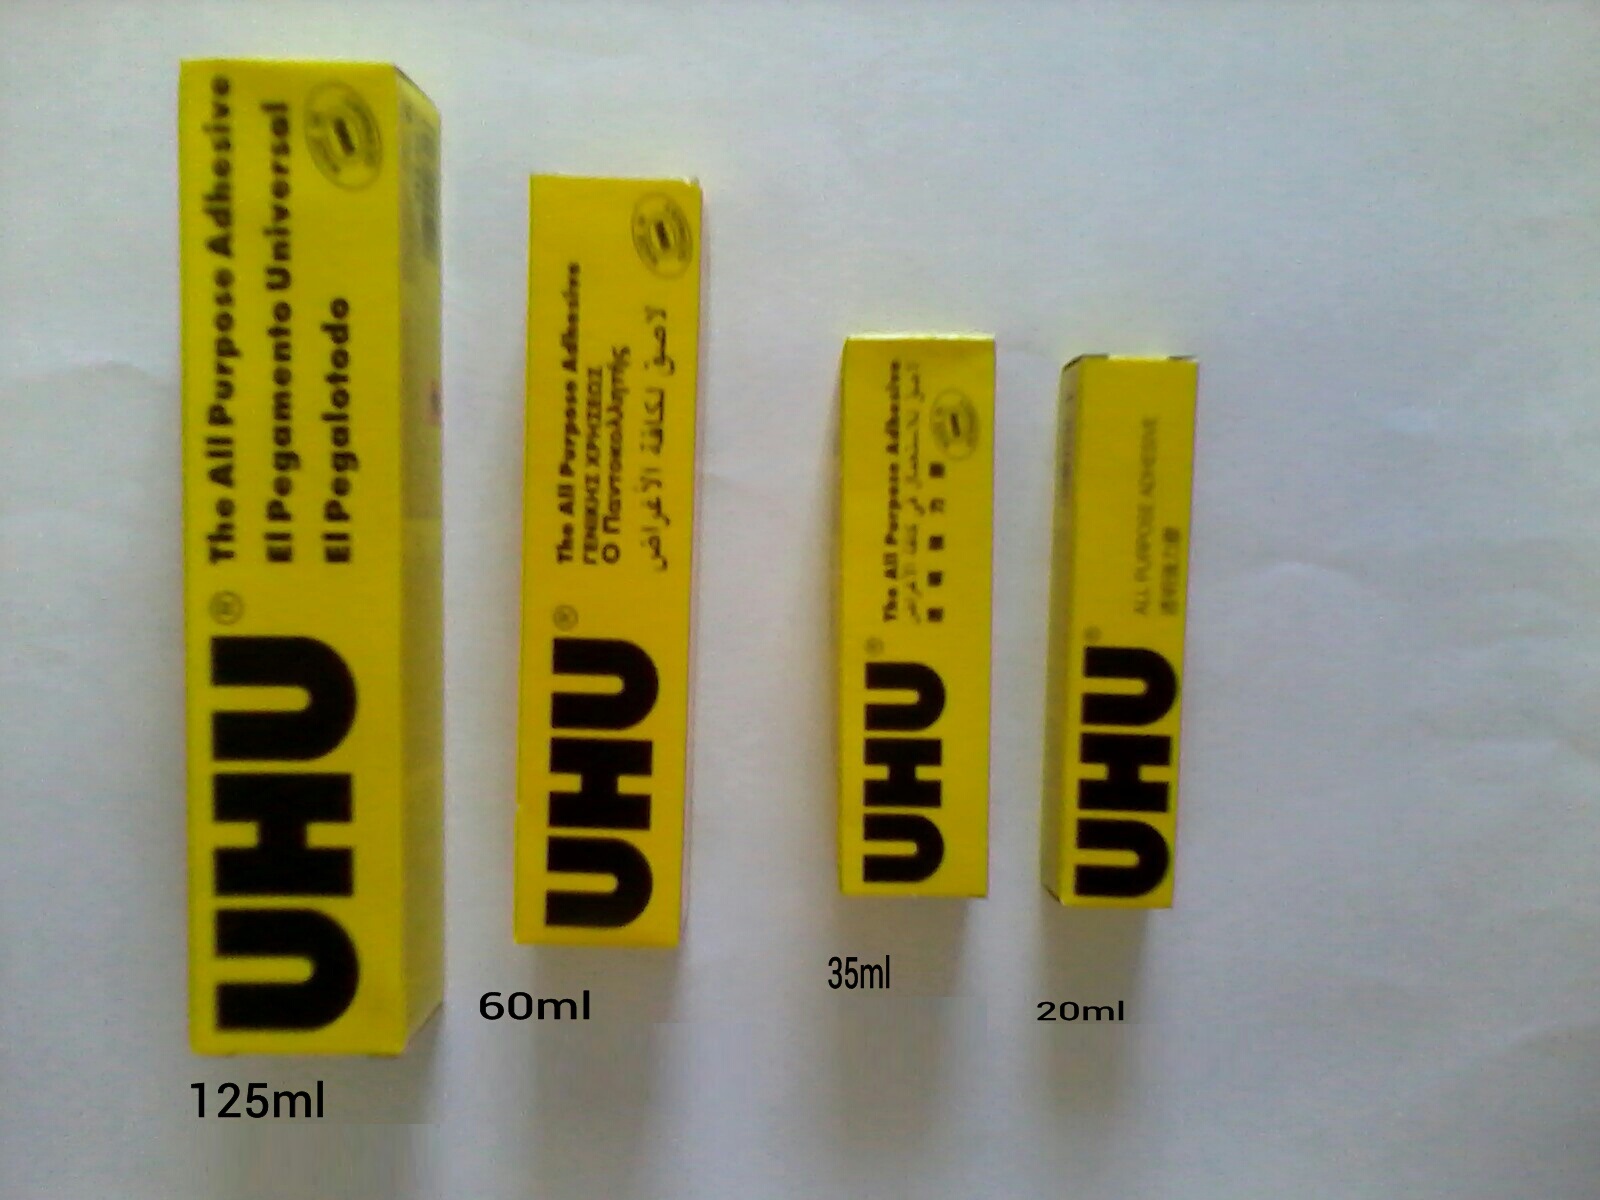 UHU®
The All Purpose Adhesive
El Pegamento Universal
El Pegalotodo
125ml
UHU®
The All Purpose Adhesive
ΓΕΝΙΚΗΣ ΧΡΗΣΕΩΣ
Ο Παντοκολλητής
لاصق لكافة الأغراض
60ml
UHU®
The All Purpose Adhesive
35ml
UHU®
ALL PURPOSE ADHESIVE
20ml